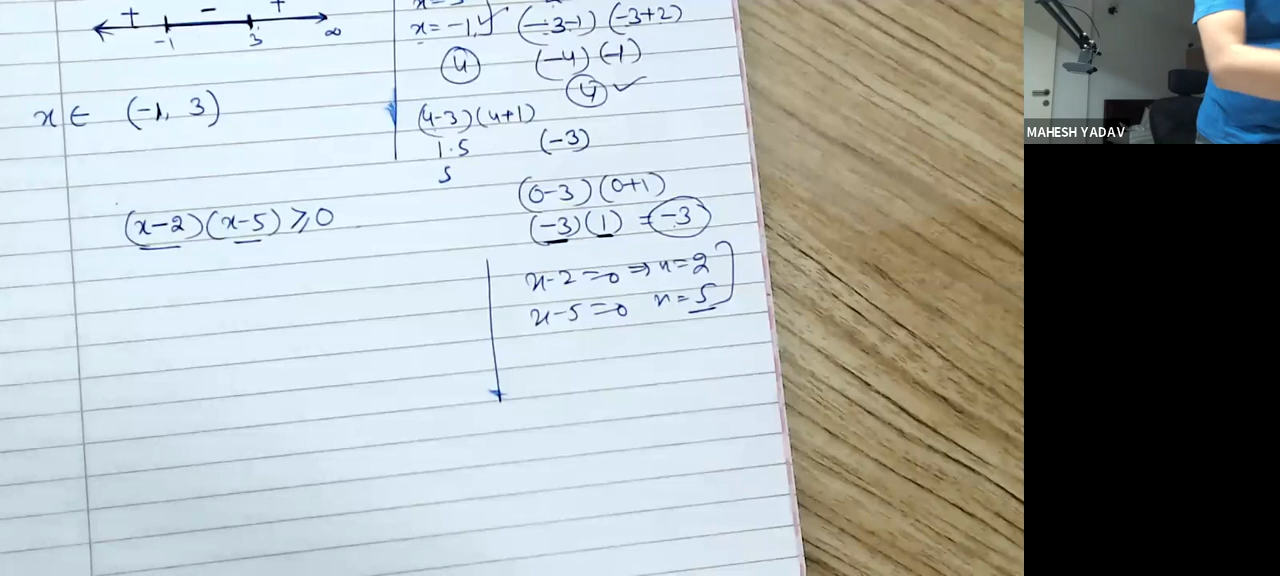 + - +
-1 3 ∞
x ∈ (-1, 3)
(x-2)(x-5) ≥ 0
x = -1
(-3-1)(-3+2)
4
(-4)(-1)
4 ✓
(4-3)(4+1)
1·5
(-3)
5
(0-3)(0+1)
(-3)(1) = -3
x-2=0 ⇒ x=2
x-5=0 x=5
MAHESH YADAV